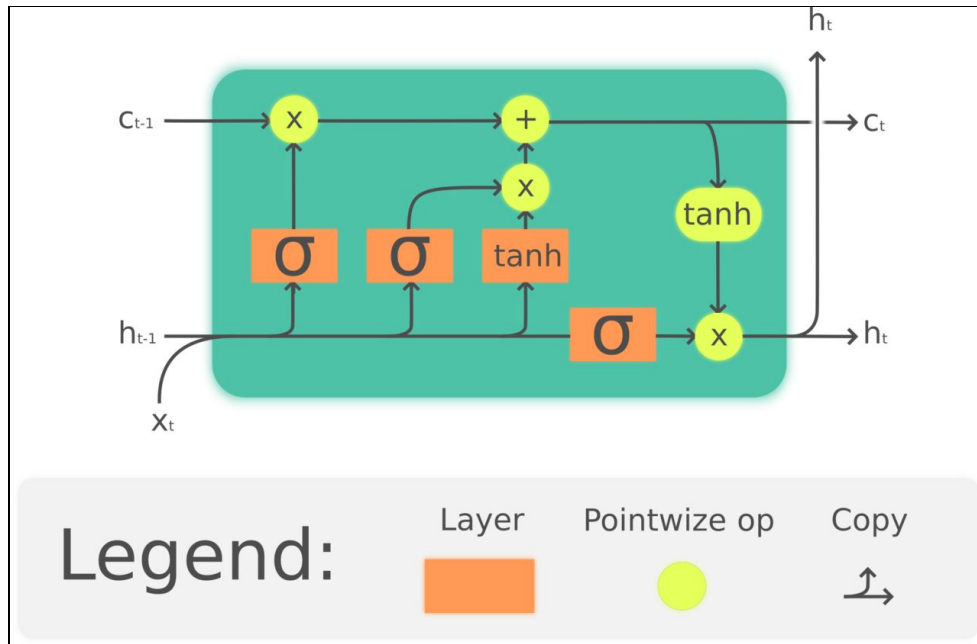 hₜ
cₜ₋₁
x
+
cₜ
x
tanh
σ
σ
tanh
hₜ₋₁
σ
x
hₜ
xₜ
Layer
Pointwize op
Copy
Legend: